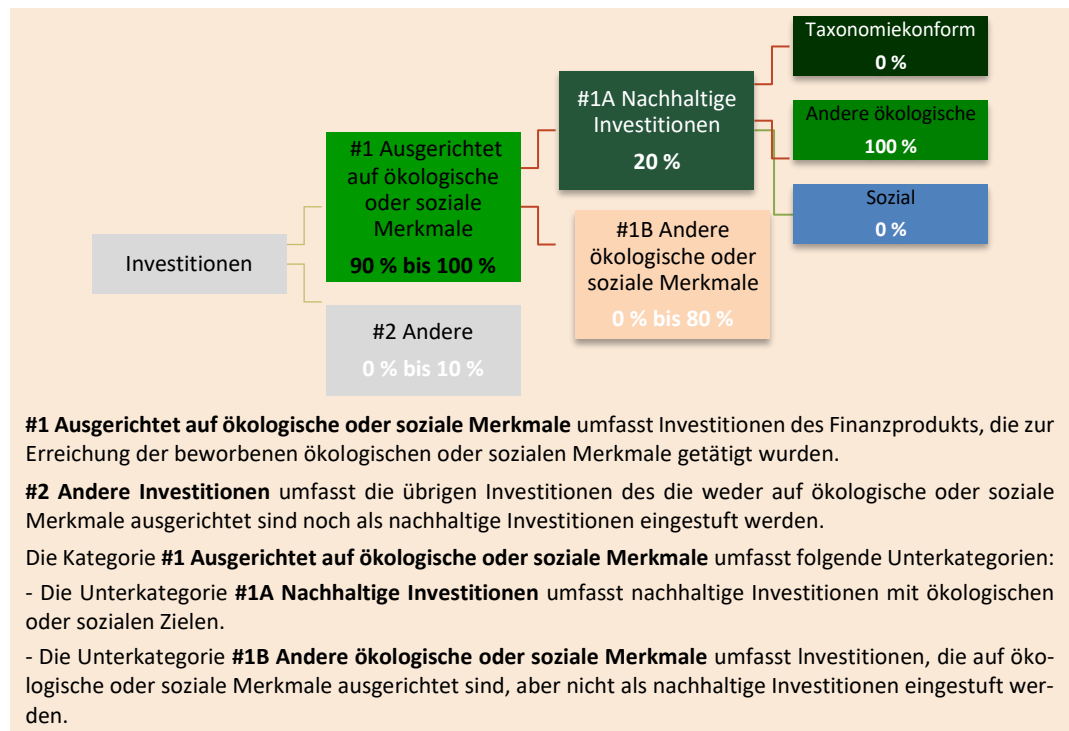 Taxonomiekonform
0 %
#1A Nachhaltige
Investitionen
20 %
Andere ökologische
100 %
#1 Ausgerichtet
auf ökologische
oder soziale
Merkmale
90 % bis 100 %
Sozial
0 %
#1B Andere
ökologische oder
soziale Merkmale
0 % bis 80 %
Investitionen
#2 Andere
0 % bis 10 %
#1 Ausgerichtet auf ökologische oder soziale Merkmale umfasst Investitionen des Finanzprodukts, die zur
Erreichung der beworbenen ökologischen oder sozialen Merkmale getätigt wurden.
#2 Andere Investitionen umfasst die übrigen Investitionen des die weder auf ökologische oder soziale
Merkmale ausgerichtet sind noch als nachhaltige Investitionen eingestuft werden.
Die Kategorie #1 Ausgerichtet auf ökologische oder soziale Merkmale umfasst folgende Unterkategorien:
- Die Unterkategorie #1A Nachhaltige Investitionen umfasst nachhaltige Investitionen mit ökologischen
oder sozialen Zielen.
- Die Unterkategorie #1B Andere ökologische oder soziale Merkmale umfasst lnvestitionen, die auf öko-
logische oder soziale Merkmale ausgerichtet sind, aber nicht als nachhaltige Investitionen eingestuft wer-
den.